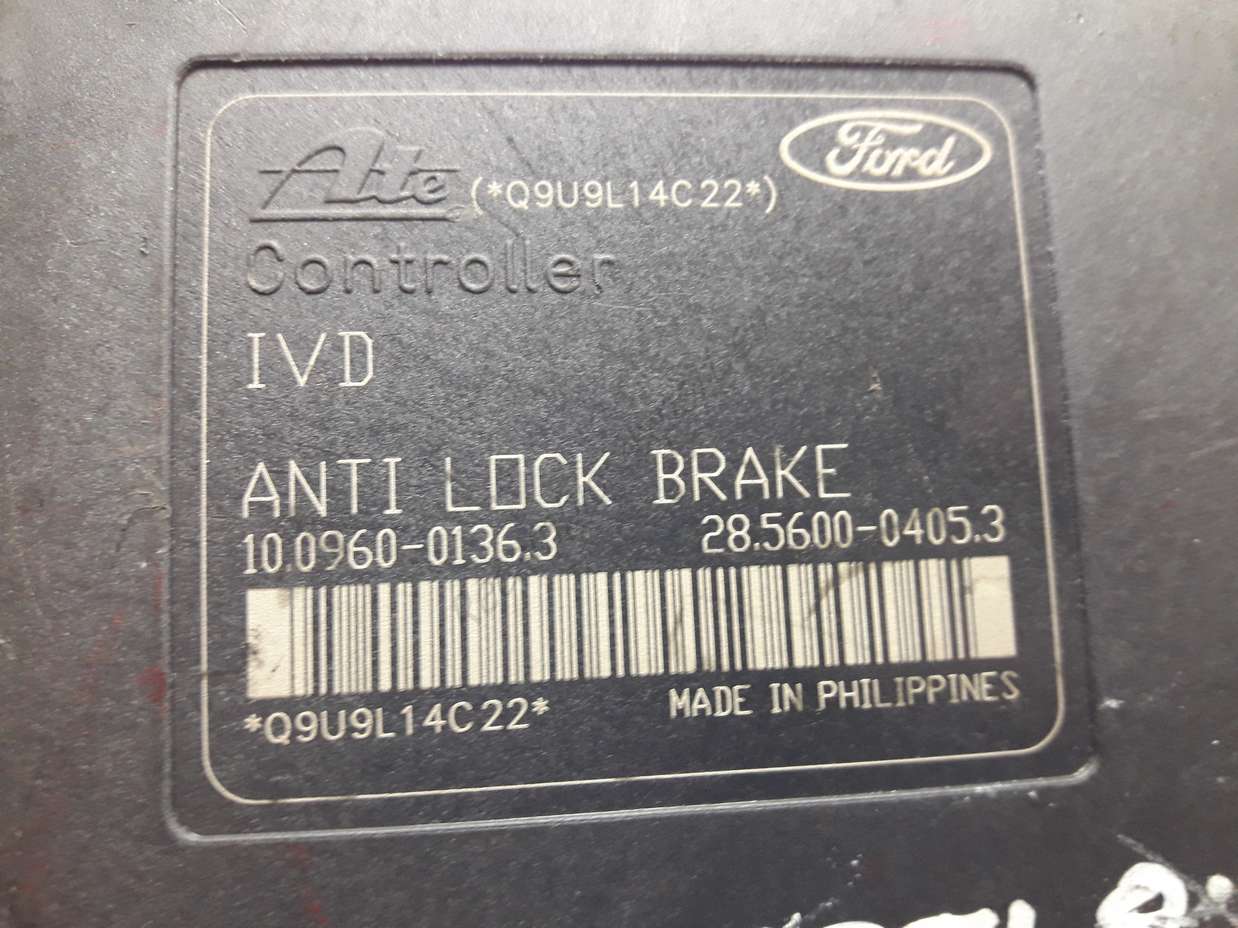 Ford
Ate (*Q9U9L14C22*)
Controller
IVD
ANTI LOCK BRAKE
10.0960-0136.3 28.5600-0405.3
*Q9U9L14C22* MADE IN PHILIPPINES